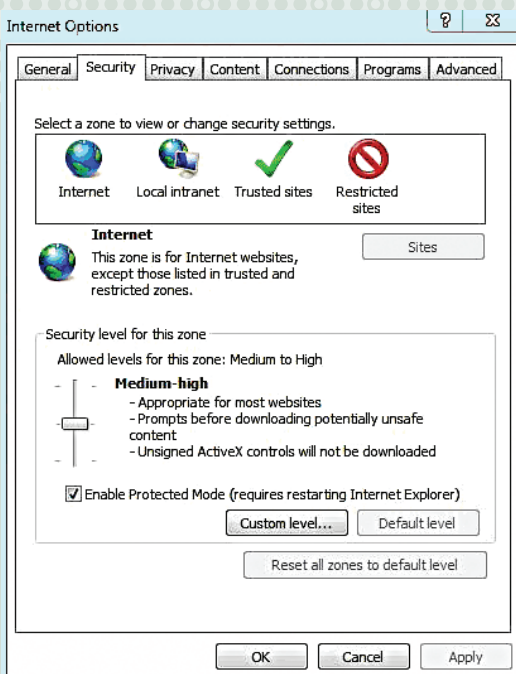 Internet Options
General Security Privacy Content Connections Programs Advanced
Select a zone to view or change security settings.
Internet Local intranet Trusted sites Restricted
sites
Internet
Sites
This zone is for Internet websites,
except those listed in trusted and
restricted zones.
Security level for this zone
Allowed levels for this zone: Medium to High
Medium-high
- Appropriate for most websites
- Prompts before downloading potentially unsafe
content
- Unsigned ActiveX controls will not be downloaded
Enable Protected Mode (requires restarting Internet Explorer)
Custom level... Default level
Reset all zones to default level
OK Cancel Apply